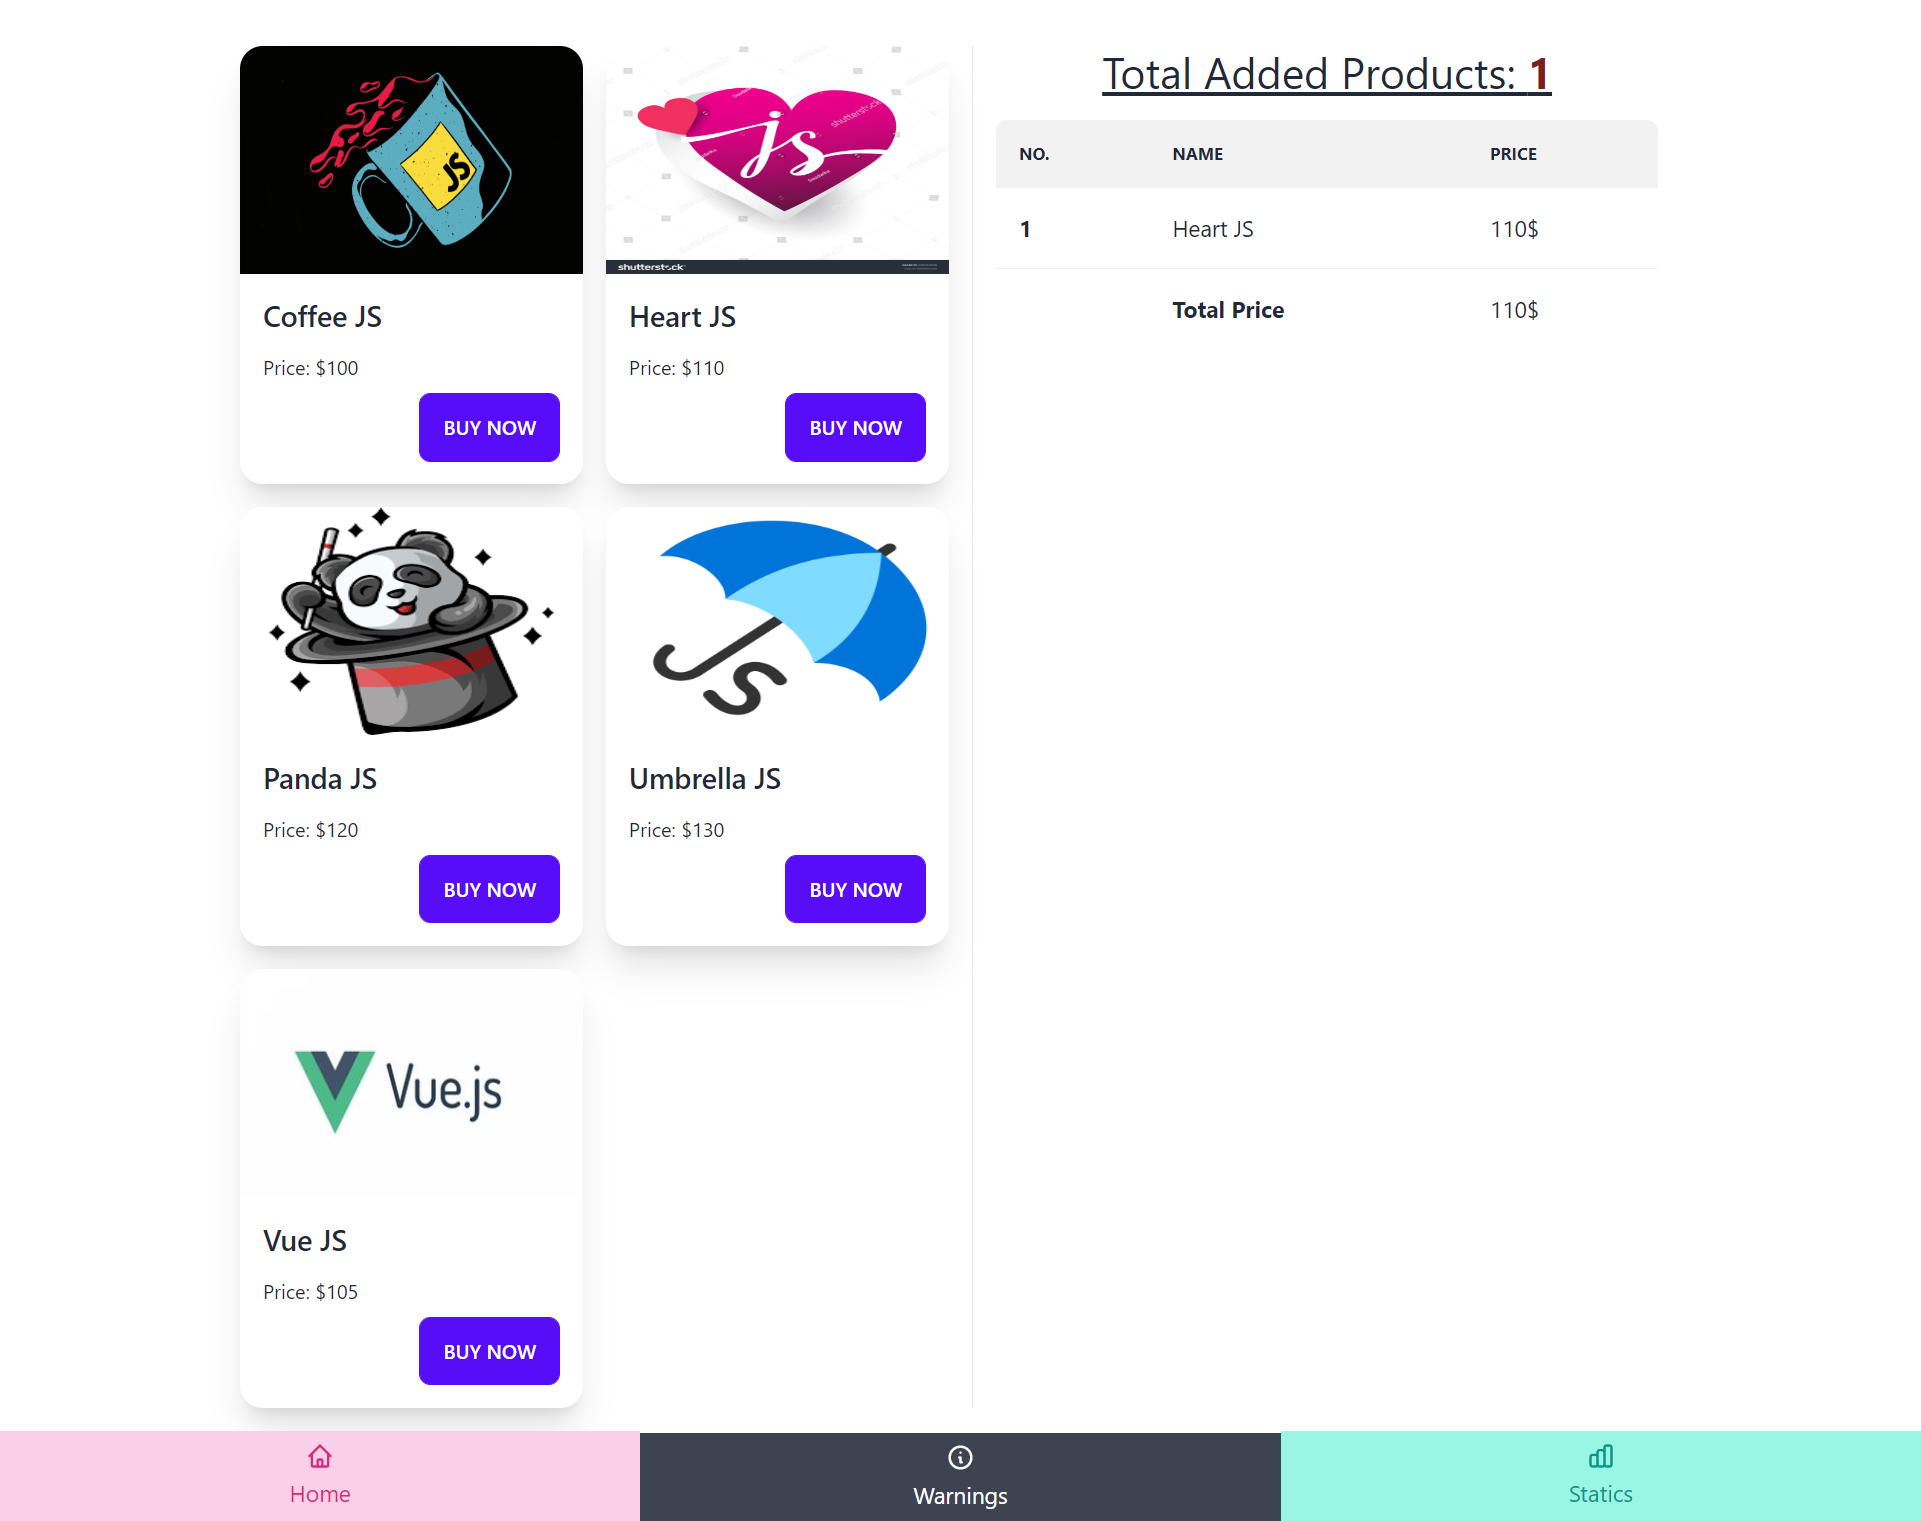 JS
js
shutterstock
shutterstock
Coffee JS
Price: $100
BUY NOW
Heart JS
Price: $110
BUY NOW
Panda JS
Price: $120
BUY NOW
JS
Umbrella JS
Price: $130
BUY NOW
Vue.js
Vue JS
Price: $105
BUY NOW
Total Added Products: 1
NO. NAME PRICE
1 Heart JS 110$
Total Price 110$
Home
Warnings
Statics